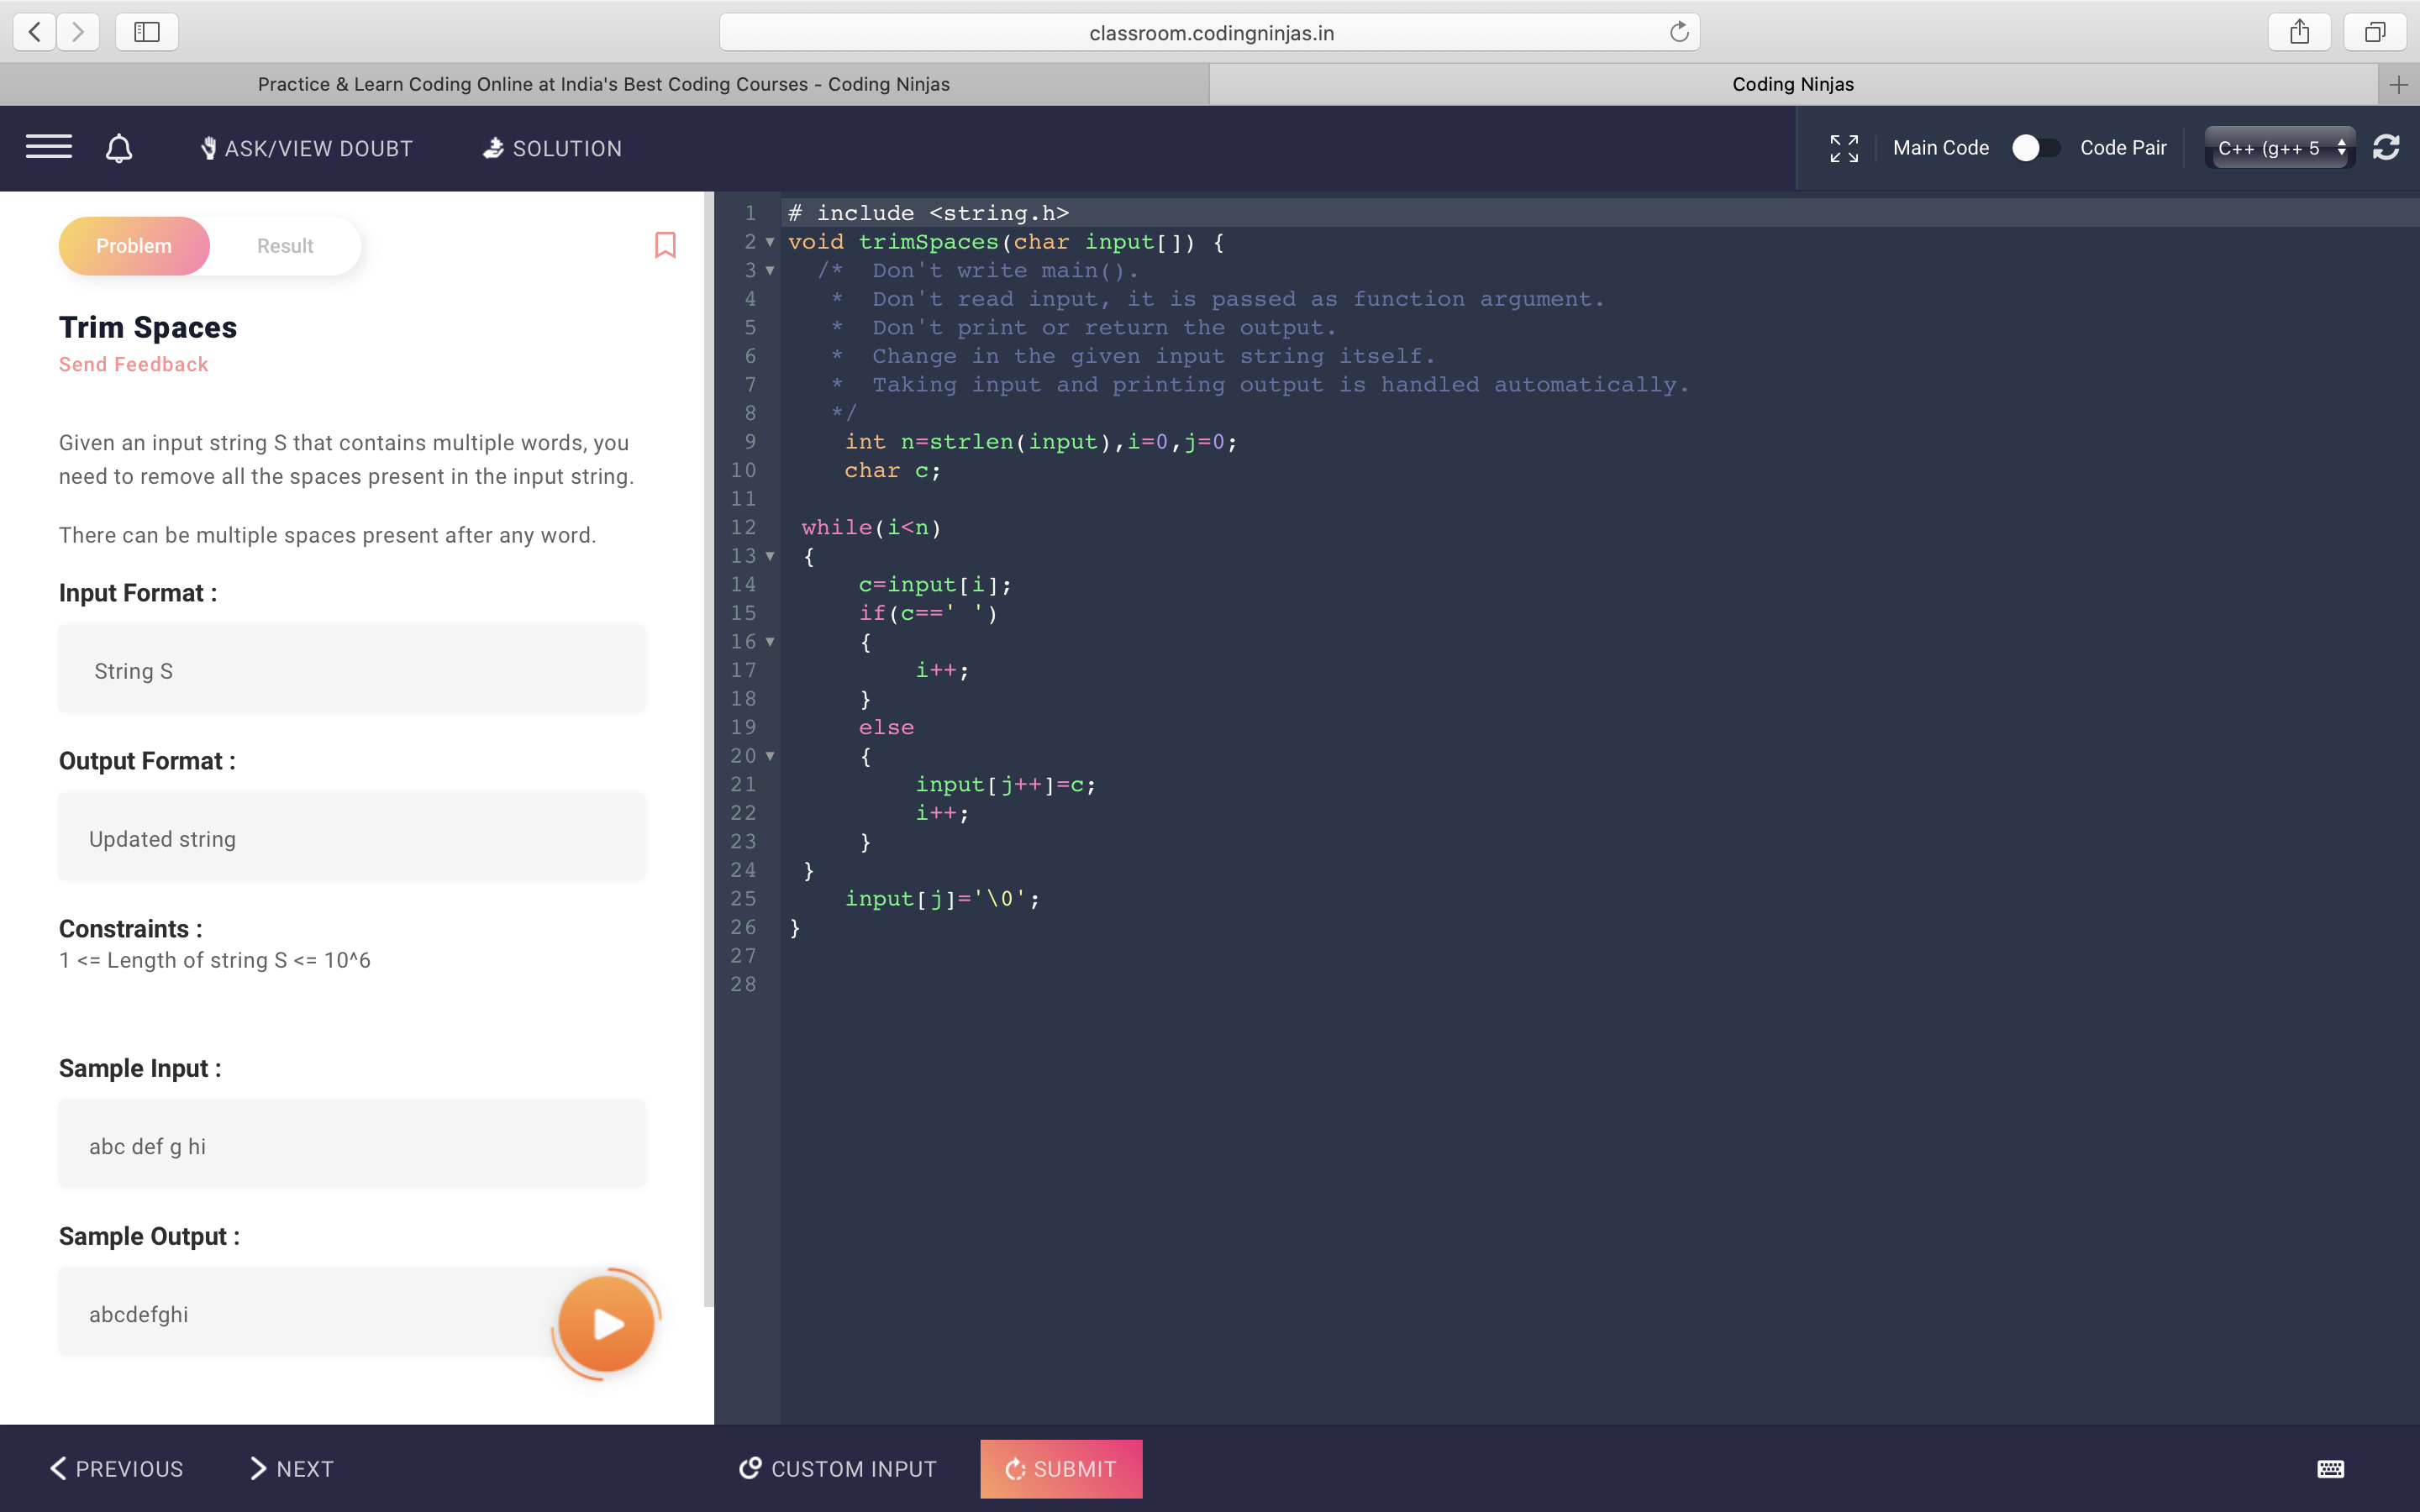 classroom.codingninjas.in
Practice & Learn Coding Online at India's Best Coding Courses - Coding Ninjas
Coding Ninjas
ASK/VIEW DOUBT
SOLUTION
Main Code
Code Pair
C++ (g++ 5
Problem
Result
Trim Spaces
Send Feedback
Given an input string S that contains multiple words, you
need to remove all the spaces present in the input string.
There can be multiple spaces present after any word.
Input Format :
String S
Output Format :
Updated string
Constraints :
1 <= Length of string S <= 10^6
Sample Input :
abc def g hi
Sample Output :
abcdefghi
1 # include <string.h>
2 void trimSpaces(char input[]) {
3 /* Don't write main().
4 * Don't read input, it is passed as function argument.
5 * Don't print or return the output.
6 * Change in the given input string itself.
7 * Taking input and printing output is handled automatically.
8 */
9 int n=strlen(input),i=0,j=0;
10 char c;
11
12 while(i<n)
13 {
14 c=input[i];
15 if(c==' ')
16 {
17 i++;
18 }
19 else
20 {
21 input[j++]=c;
22 i++;
23 }
24 }
25 input[j]='\0';
26 }
27
28
PREVIOUS
NEXT
CUSTOM INPUT
SUBMIT